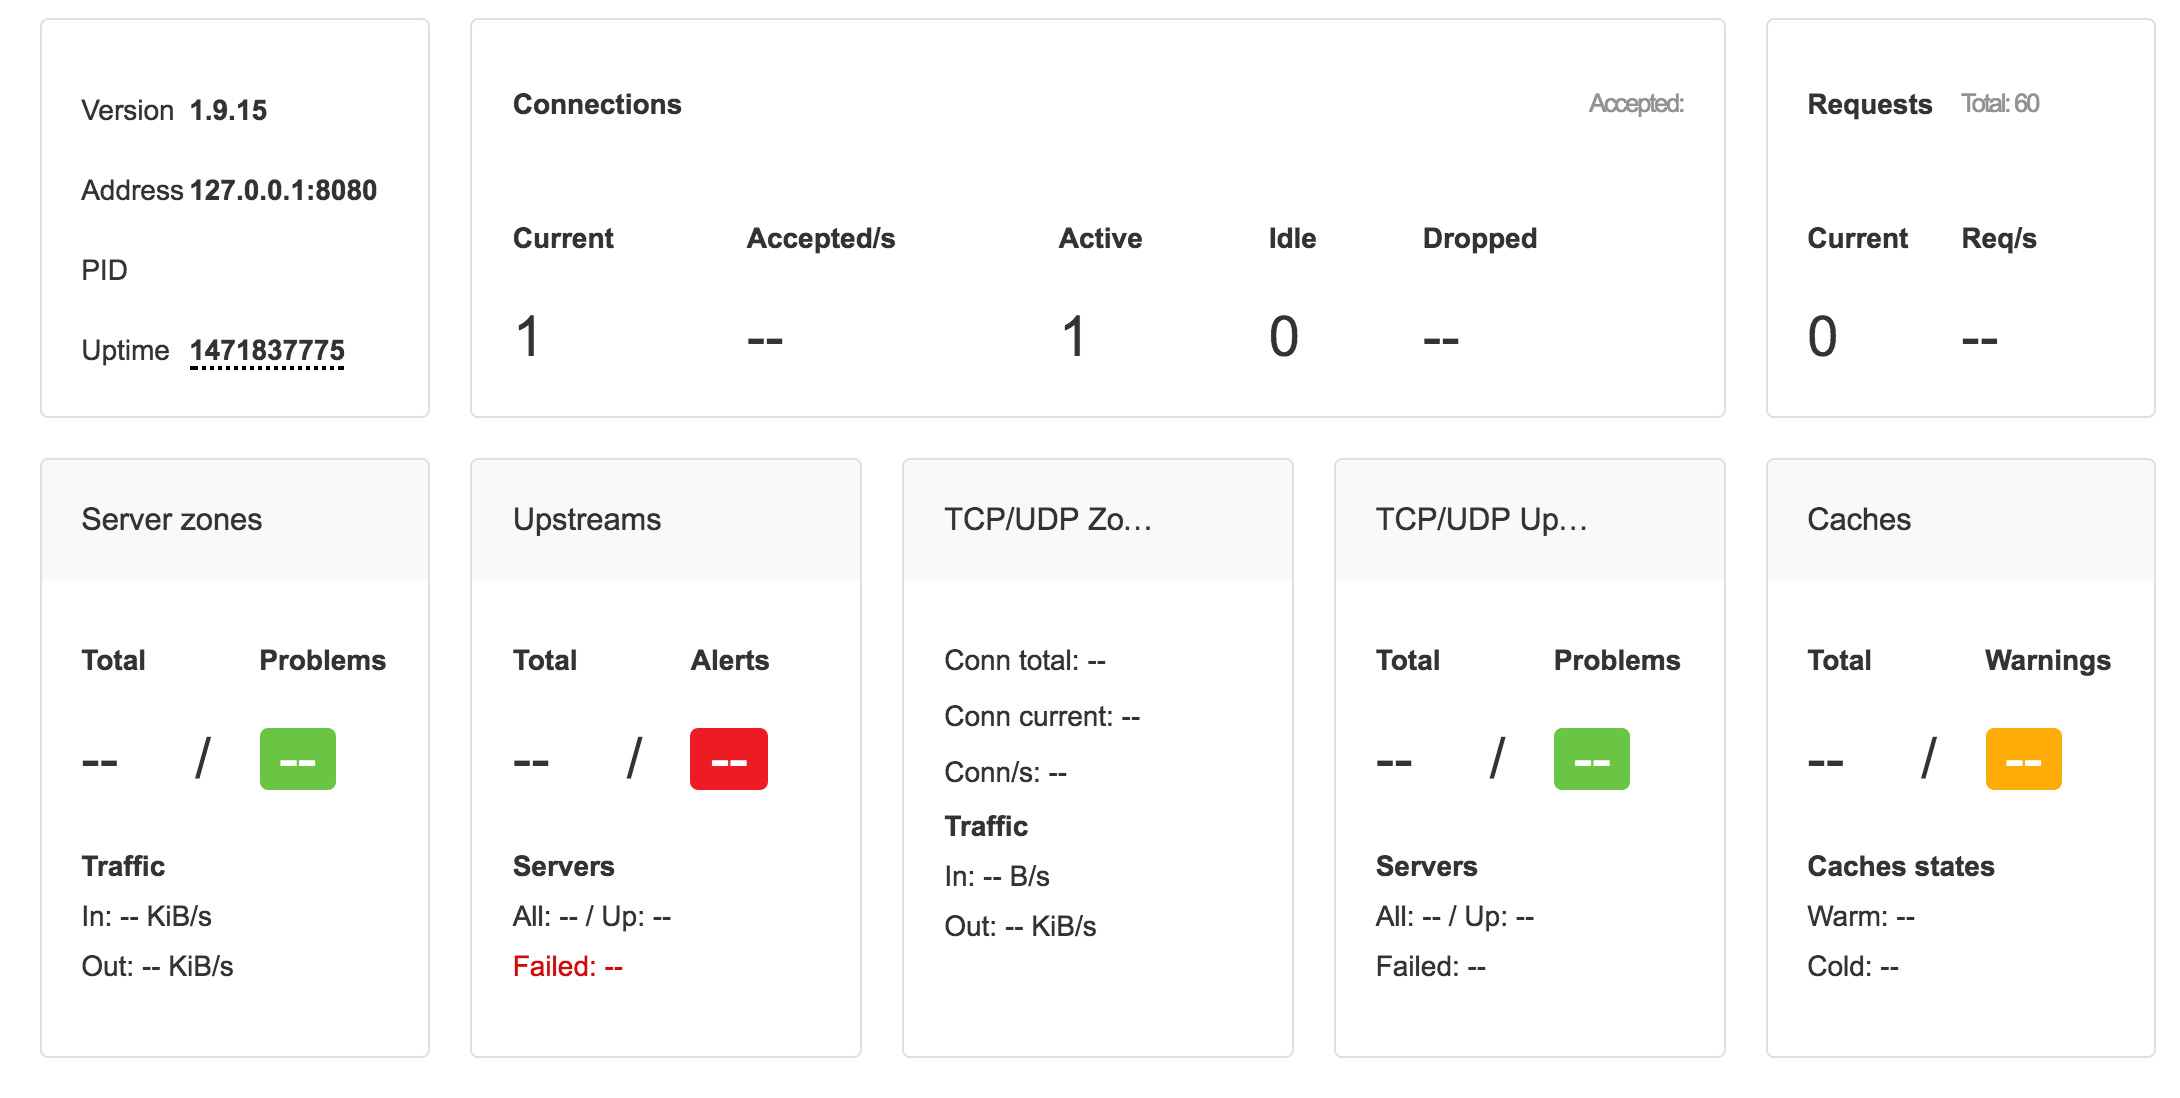 Version 1.9.15
Address 127.0.0.1:8080
PID
Uptime 1471837775
Connections Accepted:
Current Accepted/s Active Idle Dropped
1 -- 1 0 --
Requests Total: 60
Current Req/s
0 --
Server zones
Total Problems
-- / --
Traffic
In: -- KiB/s
Out: -- KiB/s
Upstreams
Total Alerts
-- / --
Servers
All: -- / Up: --
Failed: --
TCP/UDP Zo...
Conn total: --
Conn current: --
Conn/s: --
Traffic
In: -- B/s
Out: -- KiB/s
TCP/UDP Up...
Total Problems
-- / --
Servers
All: -- / Up: --
Failed: --
Caches
Total Warnings
-- / --
Caches states
Warm: --
Cold: --